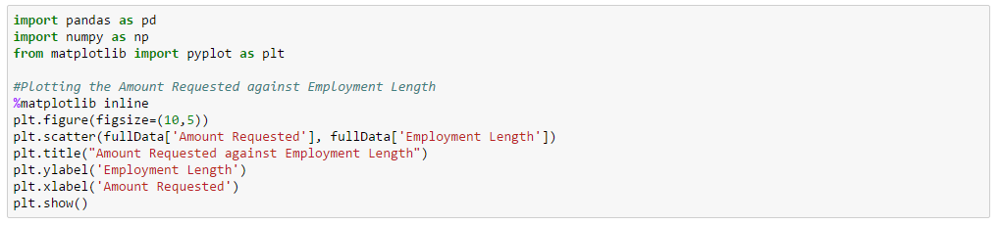 import pandas as pd
import numpy as np
from matplotlib import pyplot as plt
#Plotting the Amount Requested against Employment Length
%matplotlib inline
plt.figure(figsize=(10,5))
plt.scatter(fullData['Amount Requested'], fullData['Employment Length'])
plt.title("Amount Requested against Employment Length")
plt.ylabel('Employment Length')
plt.xlabel('Amount Requested')
plt.show()